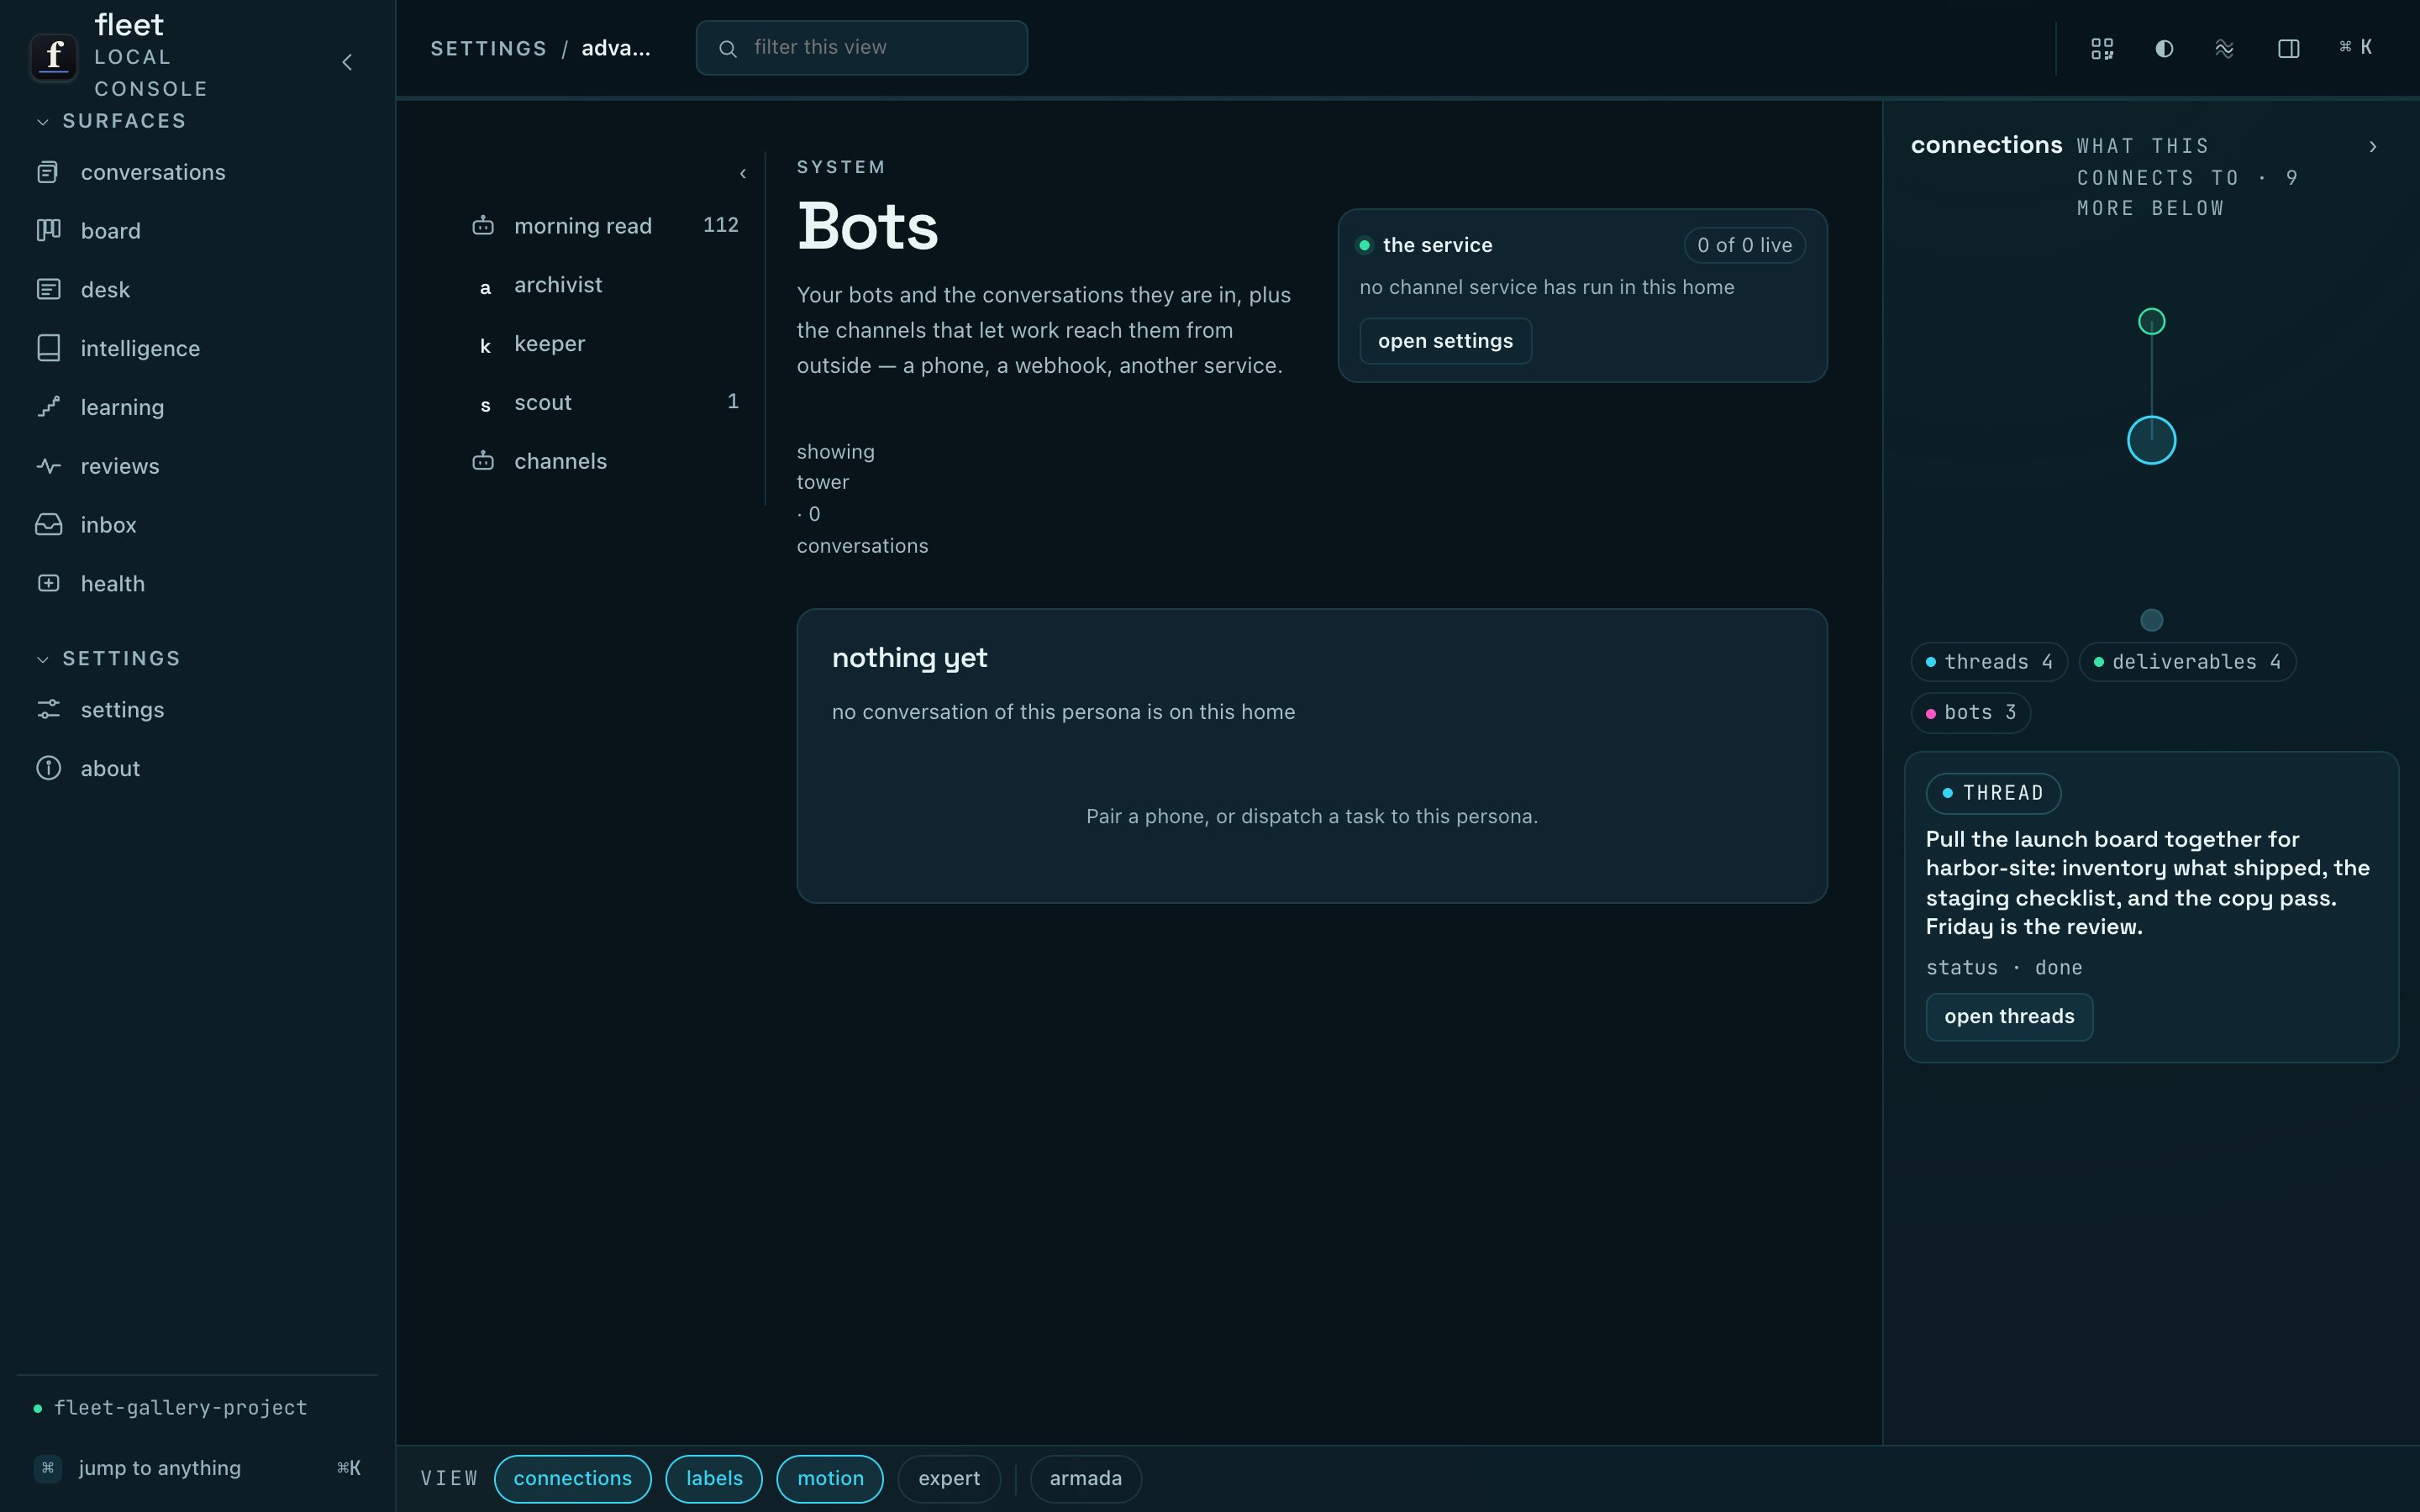 f
fleet
LOCAL
CONSOLE
SURFACES
conversations
board
desk
intelligence
learning
reviews
inbox
health
SETTINGS
settings
about
fleet-gallery-project
⌘ jump to anything ⌘K
SETTINGS / adva...
filter this view
⌘ K
morning read 112
a archivist
k keeper
s scout 1
channels
SYSTEM
Bots
Your bots and the conversations they are in, plus
the channels that let work reach them from
outside — a phone, a webhook, another service.
the service 0 of 0 live
no channel service has run in this home
open settings
showing
tower
· 0
conversations
nothing yet
no conversation of this persona is on this home
Pair a phone, or dispatch a task to this persona.
connections WHAT THIS
CONNECTS TO · 9
MORE BELOW
threads 4 deliverables 4
bots 3
THREAD
Pull the launch board together for
harbor-site: inventory what shipped, the
staging checklist, and the copy pass.
Friday is the review.
status · done
open threads
VIEW connections labels motion expert armada